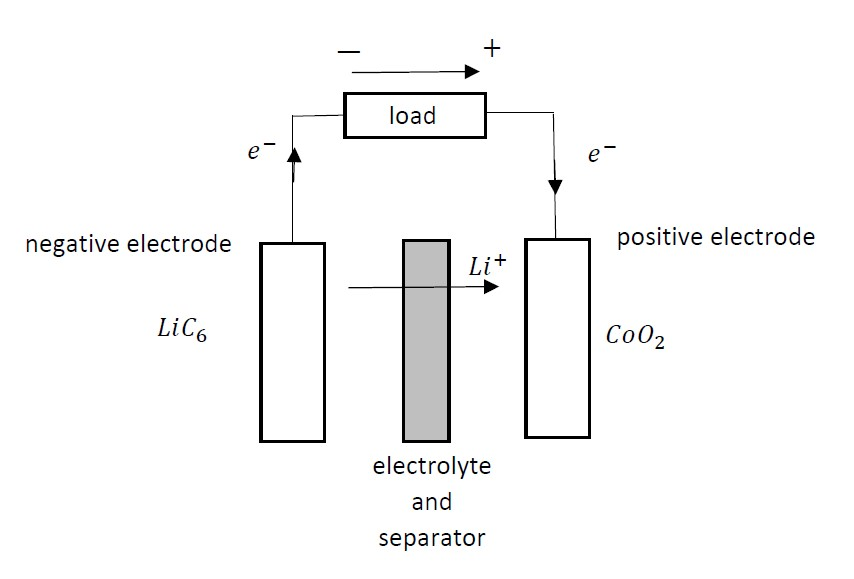 − +
load
e⁻ e⁻
negative electrode positive electrode
Li⁺
LiC₆ CoO₂
electrolyte
and
separator